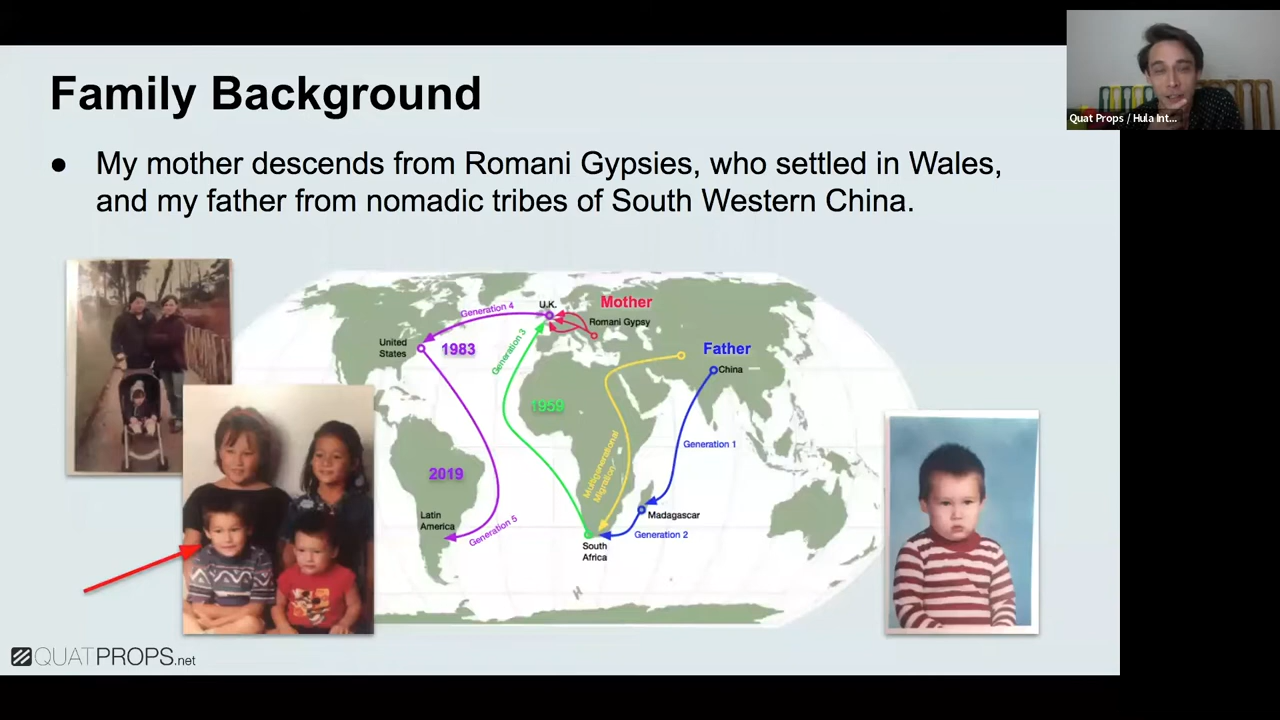 Family Background
● My mother descends from Romani Gypsies, who settled in Wales,
and my father from nomadic tribes of South Western China.
Quat Props / Hula Int...
U.K.
Mother
Generation 4
Romani Gypsy
United
States
1983
Generation 3
Father
China
1959
Generation 1
Multigenerational
Migration
2019
Latin
America
Generation 5
Madagascar
Generation 2
South
Africa
QUATPROPS.net